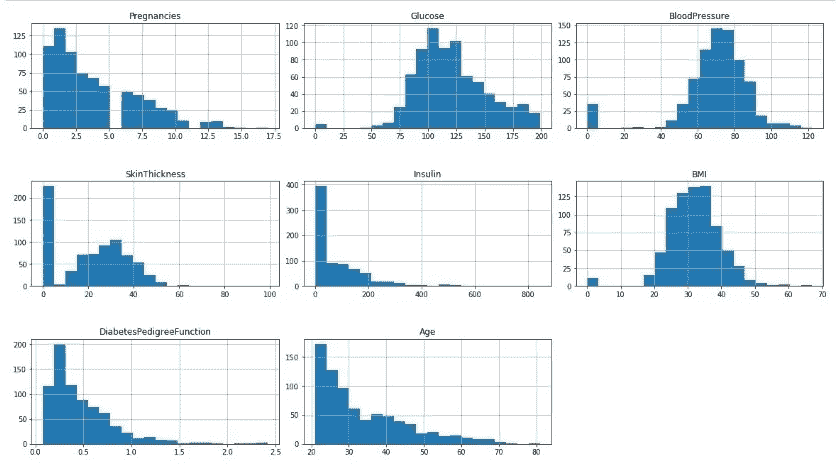 Pregnancies
125
100
75
50
25
0
0.0 2.5 5.0 7.5 10.0 12.5 15.0 17.5
Glucose
120
100
80
60
40
20
0
0 25 50 75 100 125 150 175 200
BloodPressure
150
125
100
75
50
25
0
0 20 40 60 80 100 120
SkinThickness
200
150
100
50
0
0 20 40 60 80 100
Insulin
400
300
200
100
0
0 200 400 600 800
BMI
125
100
75
50
25
0
0 10 20 30 40 50 60 70
DiabetesPedigreeFunction
200
150
100
50
0
0.0 0.5 1.0 1.5 2.0 2.5
Age
150
100
50
0
20 30 40 50 60 70 80